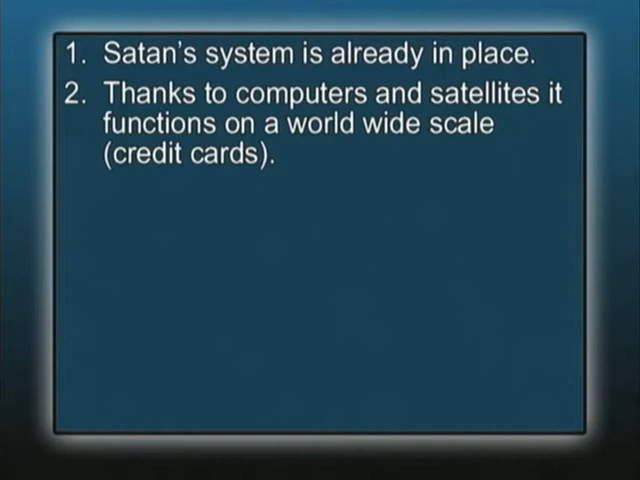 1. Satan's system is already in place.
2. Thanks to computers and satellites it
functions on a world wide scale
(credit cards).